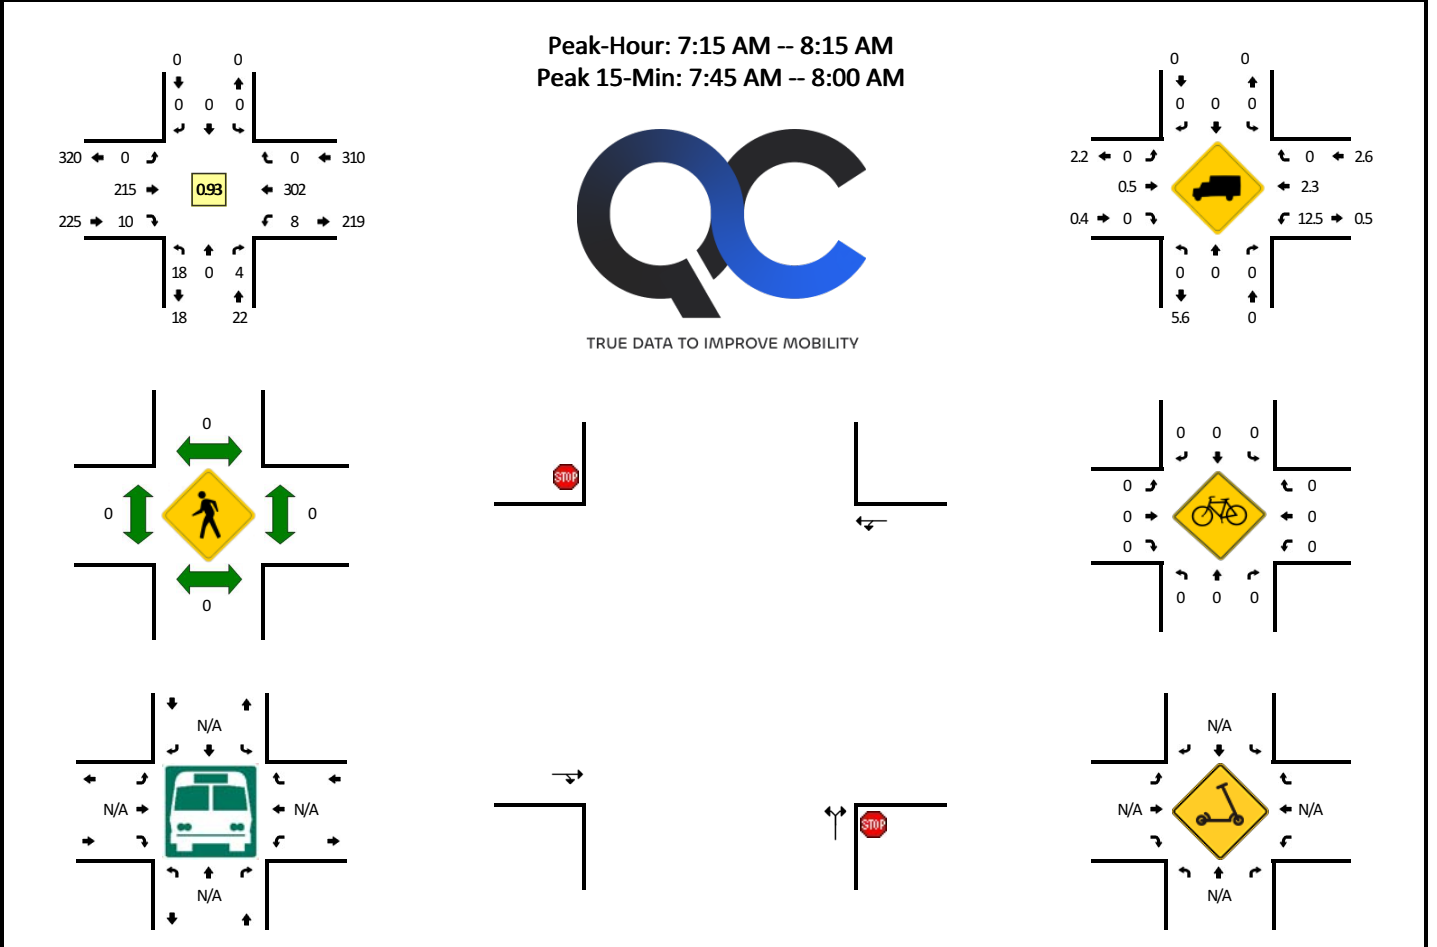 Peak-Hour: 7:15 AM -- 8:15 AM
Peak 15-Min: 7:45 AM -- 8:00 AM
0 0
0 0 0
320 0 0 310
215 0.93 302
225 10 8 219
18 0 4
18 22
TRUE DATA TO IMPROVE MOBILITY
0 0
0 0 0
2.2 0 0 2.6
0.5 2.3
0.4 0 12.5 0.5
0 0 0
5.6 0
0
0 0
0
STOP
STOP
0 0 0
0 0
0 0
0 0
0 0 0
N/A
N/A N/A
N/A
N/A
N/A N/A
N/A